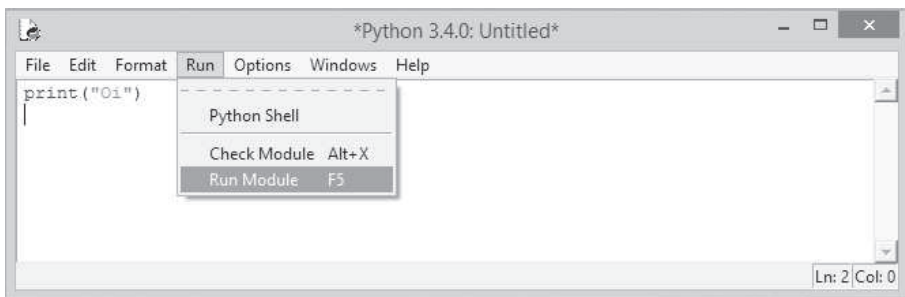 *Python 3.4.0: Untitled*
File Edit Format Run Options Windows Help
print("Oi")
Python Shell
Check Module Alt+X
Run Module F5
Ln: 2 Col: 0